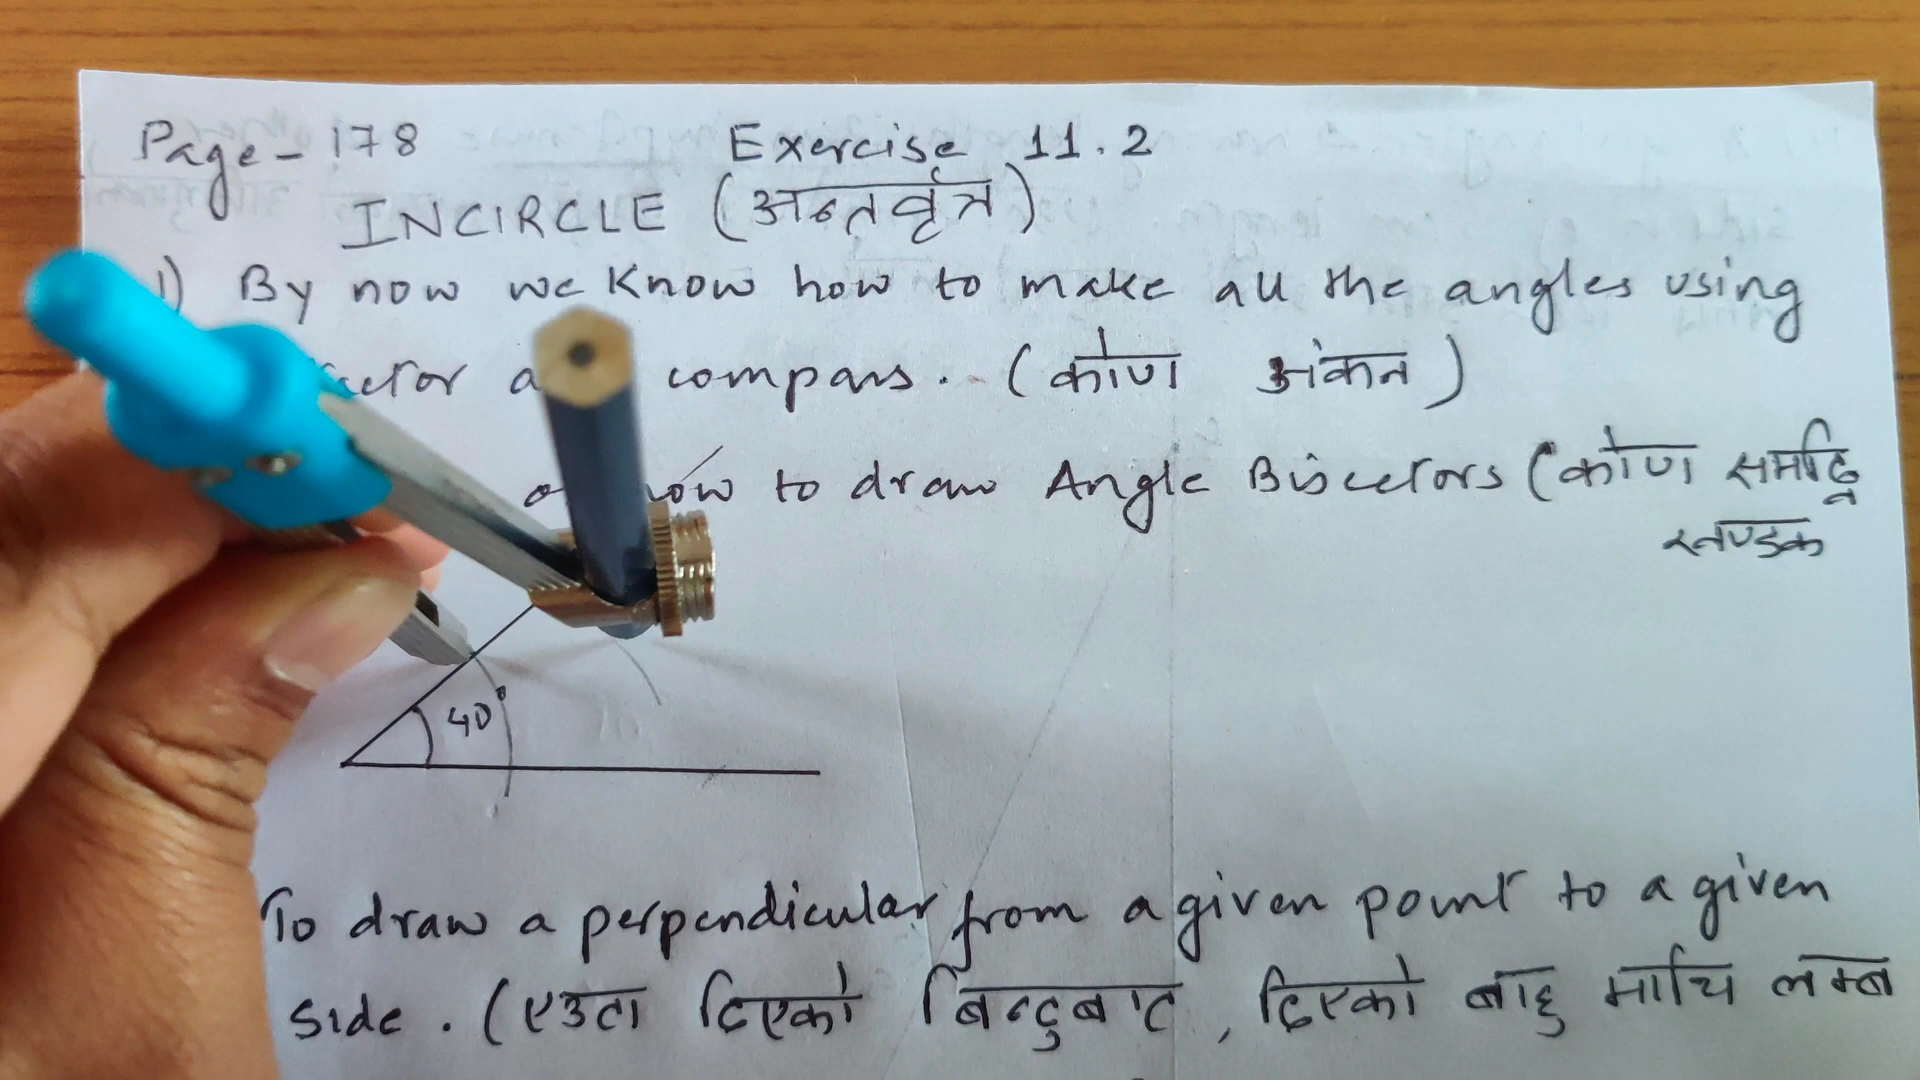 Page - 178 Exercise 11.2
INCIRCLE (अन्तर्वृत्र)
1) By now we know how to make all the angles using
compass. (कोण अंकन)
how to draw Angle Bisectors (कोण समद्वि
खण्डक
40°
To draw a perpendicular from a given point to a given
side. (एउटा दिएको बिन्दुबाट, दिएको बाहु माथि लम्ब